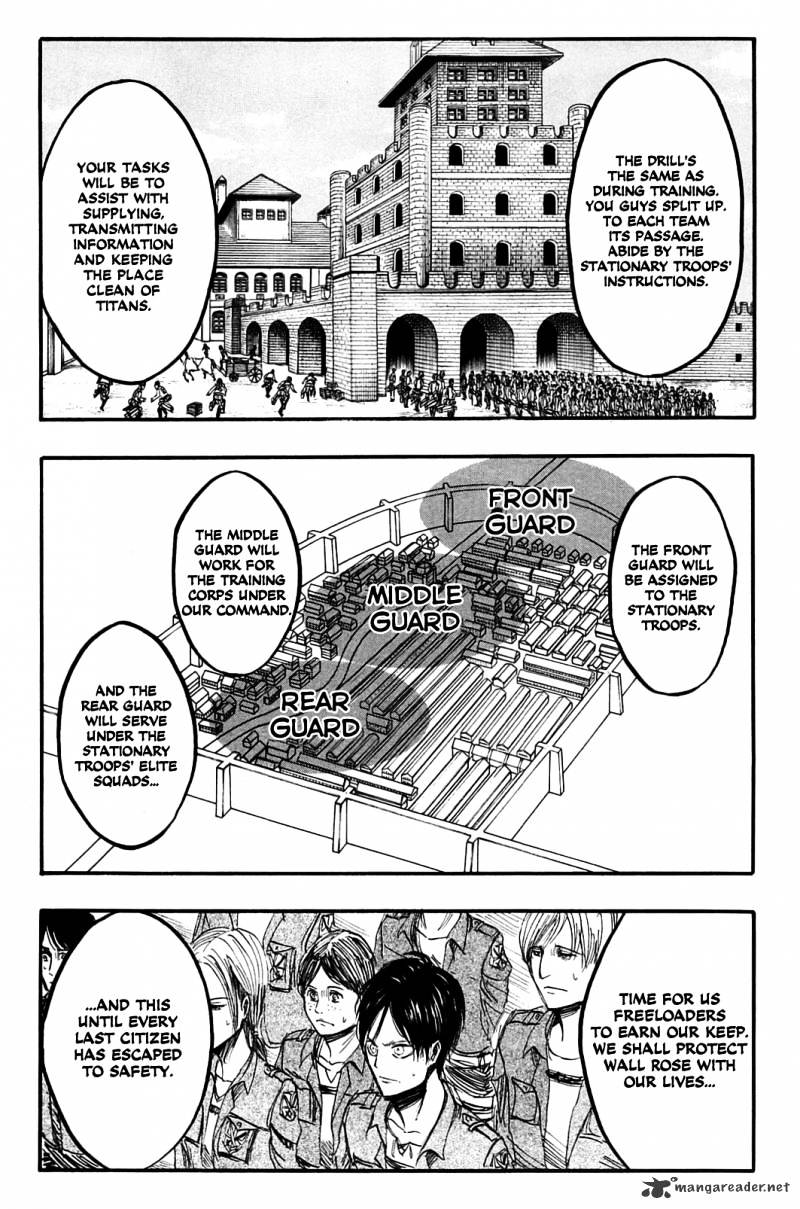 THE DRILL'S
THE SAME AS
DURING TRAINING.
YOU GUYS SPLIT UP.
TO EACH TEAM
ITS PASSAGE.
ABIDE BY THE
STATIONARY TROOPS'
INSTRUCTIONS.
YOUR TASKS
WILL BE TO
ASSIST WITH
SUPPLYING,
TRANSMITTING
INFORMATION
AND KEEPING
THE PLACE
CLEAN OF
TITANS.
THE FRONT
GUARD WILL
BE ASSIGNED
TO THE
STATIONARY
TROOPS.
FRONT
GUARD
THE MIDDLE
GUARD WILL
WORK FOR
THE TRAINING
CORPS UNDER
OUR COMMAND.
MIDDLE
GUARD
AND THE
REAR GUARD
WILL SERVE
UNDER THE
STATIONARY
TROOPS' ELITE
SQUADS...
REAR
GUARD
TIME FOR US
FREELOADERS
TO EARN OUR KEEP.
WE SHALL PROTECT
WALL ROSE WITH
OUR LIVES...
...AND THIS
UNTIL EVERY
LAST CITIZEN
HAS ESCAPED
TO SAFETY.
mangareader.net